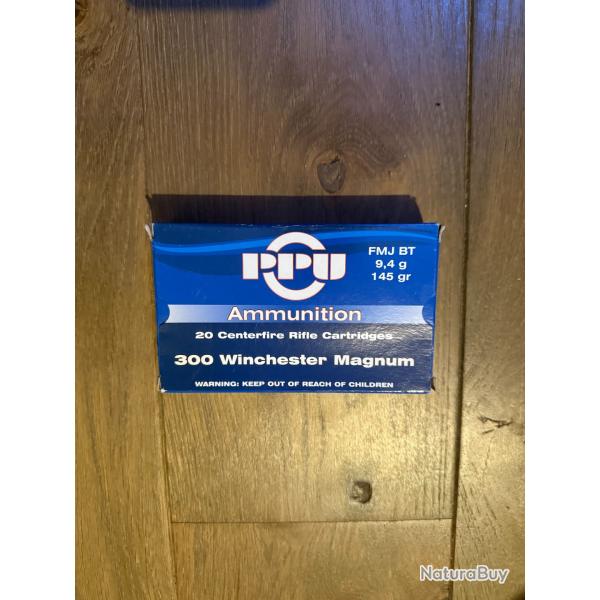 PPU
FMJ BT
9,4 g
145 gr
Ammunition
20 Centerfire Rifle Cartridges
300 Winchester Magnum
WARNING: KEEP OUT OF REACH OF CHILDREN
NaturaBuy